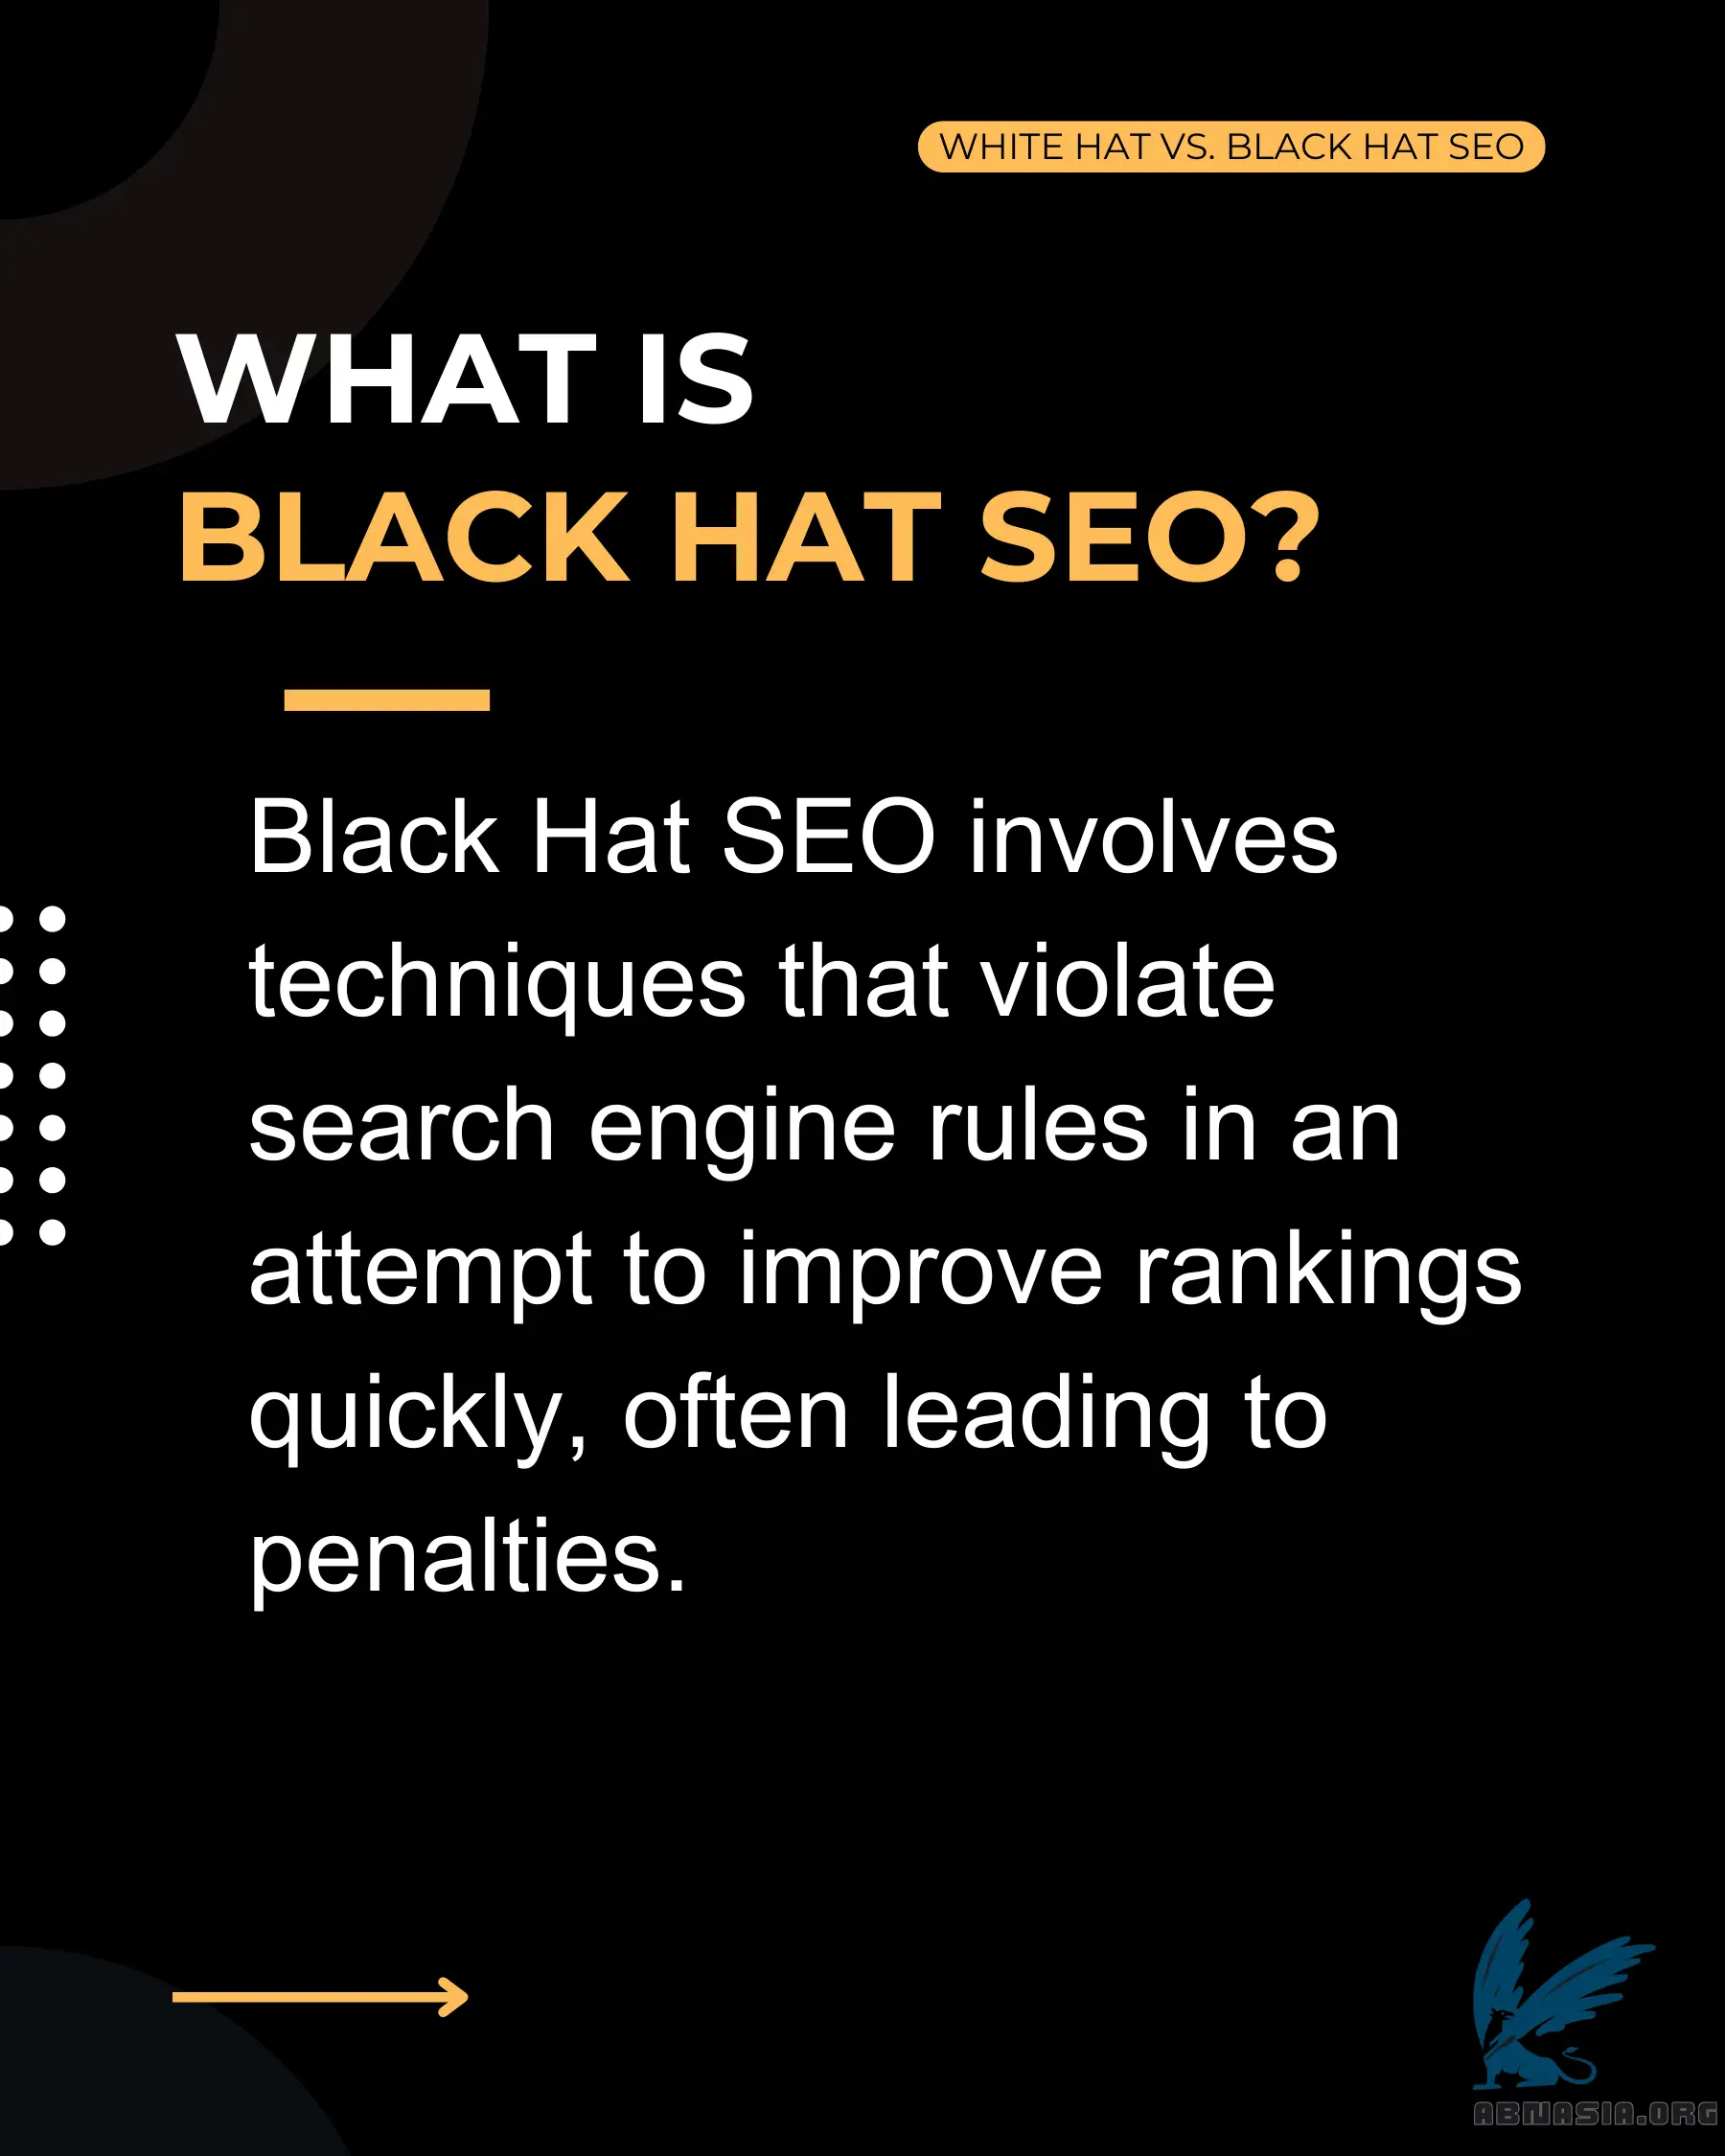 WHITE HAT VS. BLACK HAT SEO
WHAT IS
BLACK HAT SEO?
Black Hat SEO involves
techniques that violate
search engine rules in an
attempt to improve rankings
quickly, often leading to
penalties.
ABNASIA.ORG